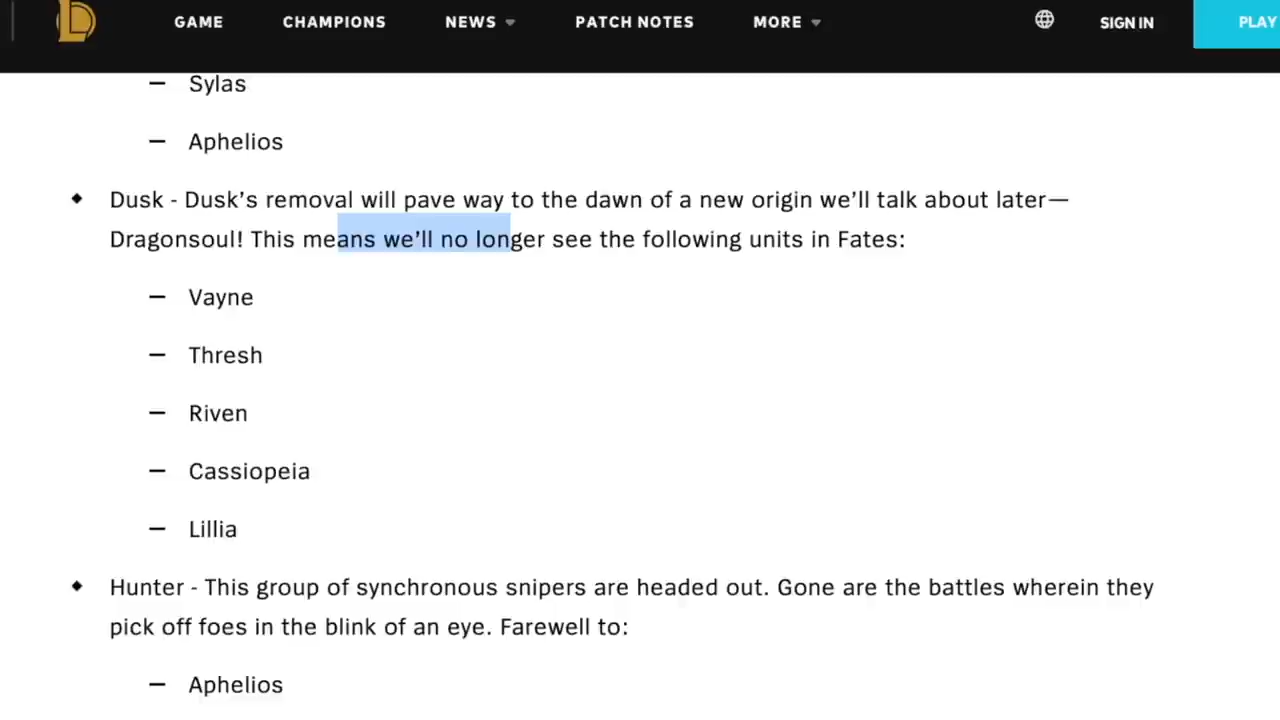 GAME CHAMPIONS NEWS PATCH NOTES MORE SIGN IN PLAY
— Sylas
— Aphelios
◆ Dusk - Dusk’s removal will pave way to the dawn of a new origin we’ll talk about later—
Dragonsoul! This means we’ll no longer see the following units in Fates:
— Vayne
— Thresh
— Riven
— Cassiopeia
— Lillia
◆ Hunter - This group of synchronous snipers are headed out. Gone are the battles wherein they
pick off foes in the blink of an eye. Farewell to:
— Aphelios